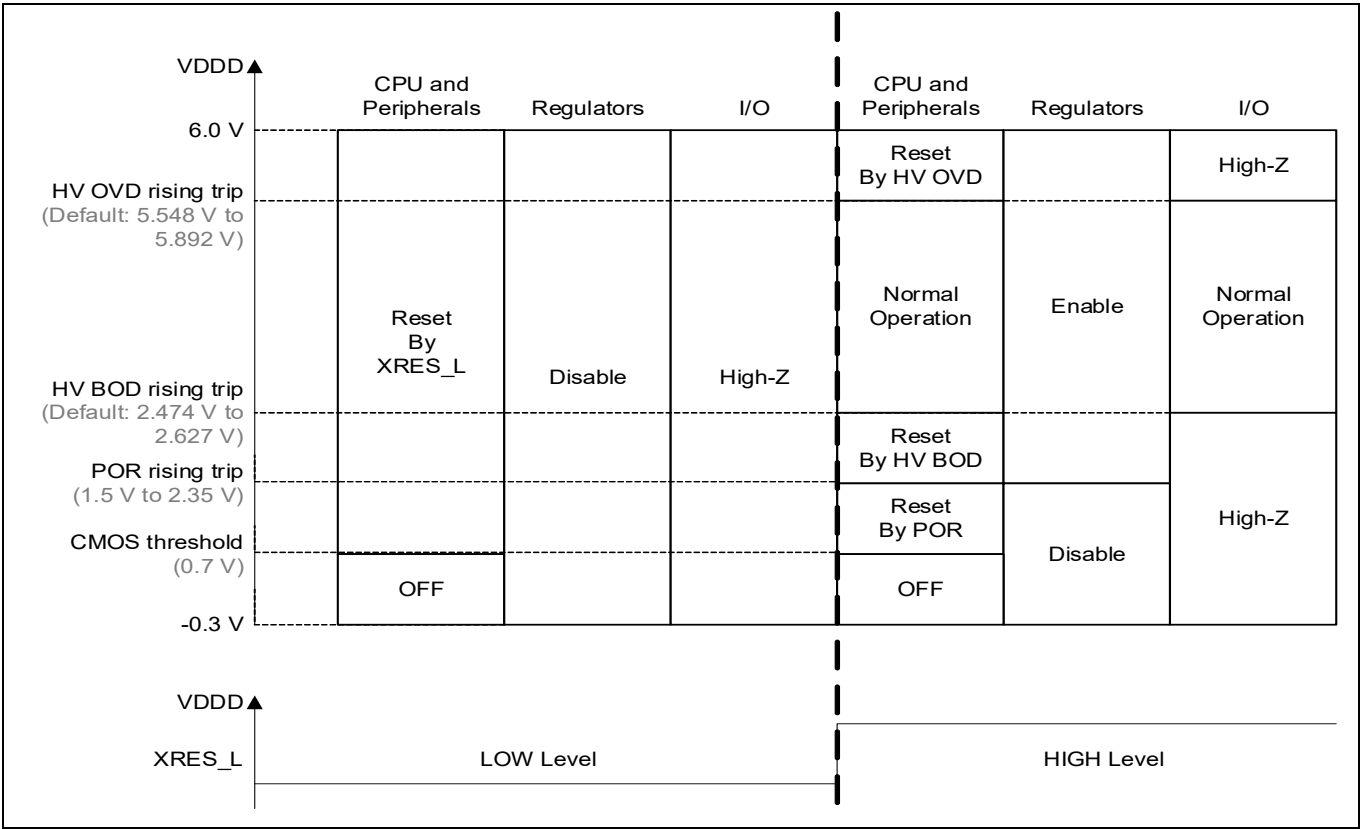 VDDD
CPU and
Peripherals
Regulators
I/O
CPU and
Peripherals
Regulators
I/O
6.0 V
Reset
By HV OVD
High-Z
HV OVD rising trip
(Default: 5.548 V to
5.892 V)
Reset
By
XRES_L
Disable
High-Z
Normal
Operation
Enable
Normal
Operation
HV BOD rising trip
(Default: 2.474 V to
2.627 V)
Reset
By HV BOD
POR rising trip
(1.5 V to 2.35 V)
Reset
By POR
High-Z
CMOS threshold
(0.7 V)
Disable
OFF
OFF
-0.3 V
VDDD
XRES_L
LOW Level
HIGH Level